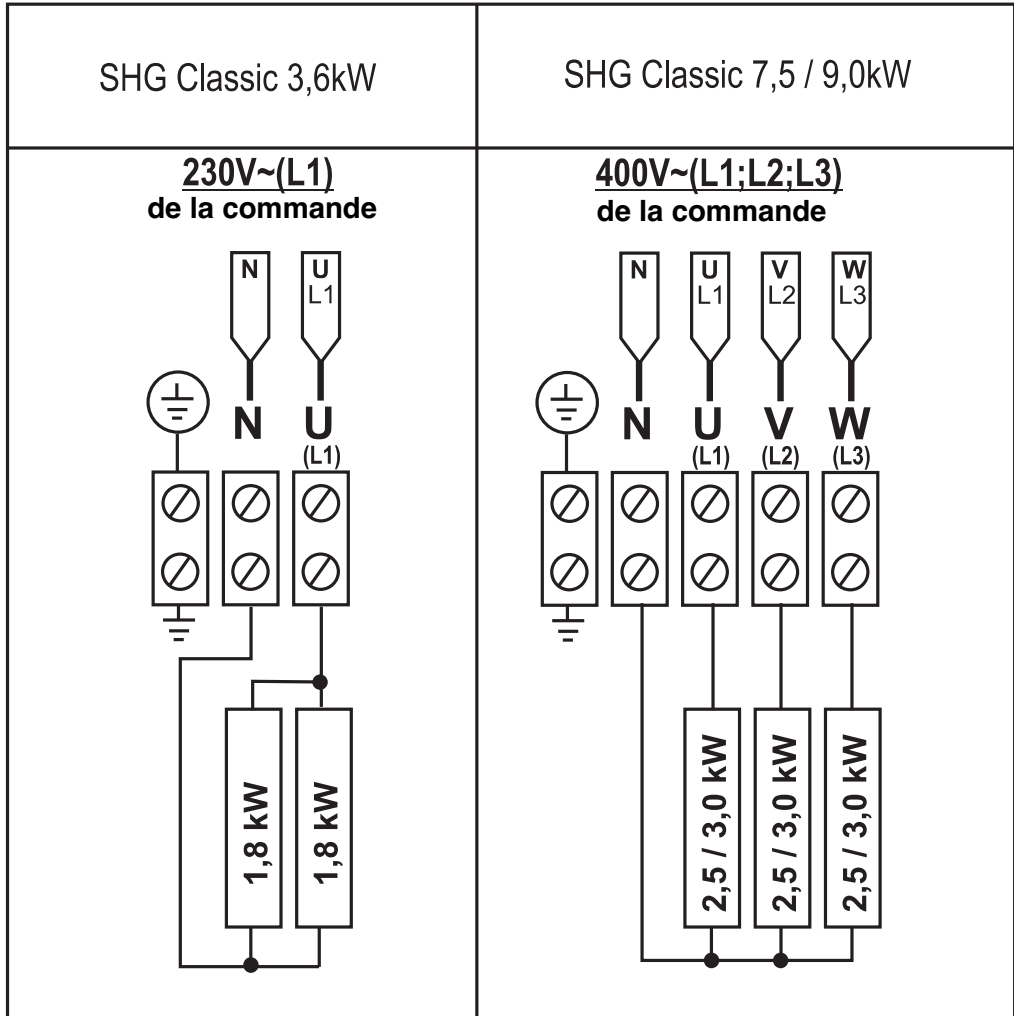 SHG Classic 3,6kW
SHG Classic 7,5 / 9,0kW
230V~(L1)
de la commande
N
U
L1
N
U
(L1)
1,8 kW
1,8 kW
400V~(L1;L2;L3)
de la commande
N
U
L1
V
L2
W
L3
N
U
V
W
(L1)
(L2)
(L3)
2,5 / 3,0 kW
2,5 / 3,0 kW
2,5 / 3,0 kW